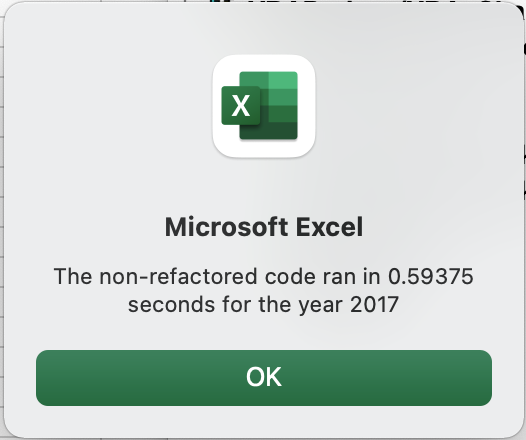 X
Microsoft Excel
The non-refactored code ran in 0.59375
seconds for the year 2017
OK